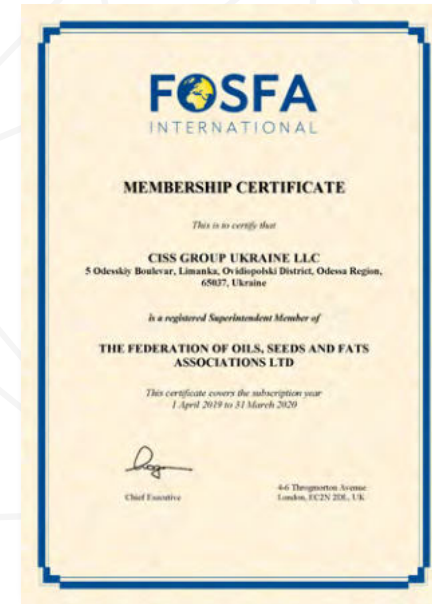 FOSFA
INTERNATIONAL
MEMBERSHIP CERTIFICATE
This is to certify that
CISS GROUP UKRAINE LLC
5 Odesskiy Boulevar, Limanka, Ovidiopolski District, Odessa Region,
65037, Ukraine
is a registered Superintendent Member of
THE FEDERATION OF OILS, SEEDS AND FATS
ASSOCIATIONS LTD
This certificate covers the subscription year
1 April 2019 to 31 March 2020
Chief Executive
4-6 Throgmorton Avenue
London, EC2N 2DL, UK